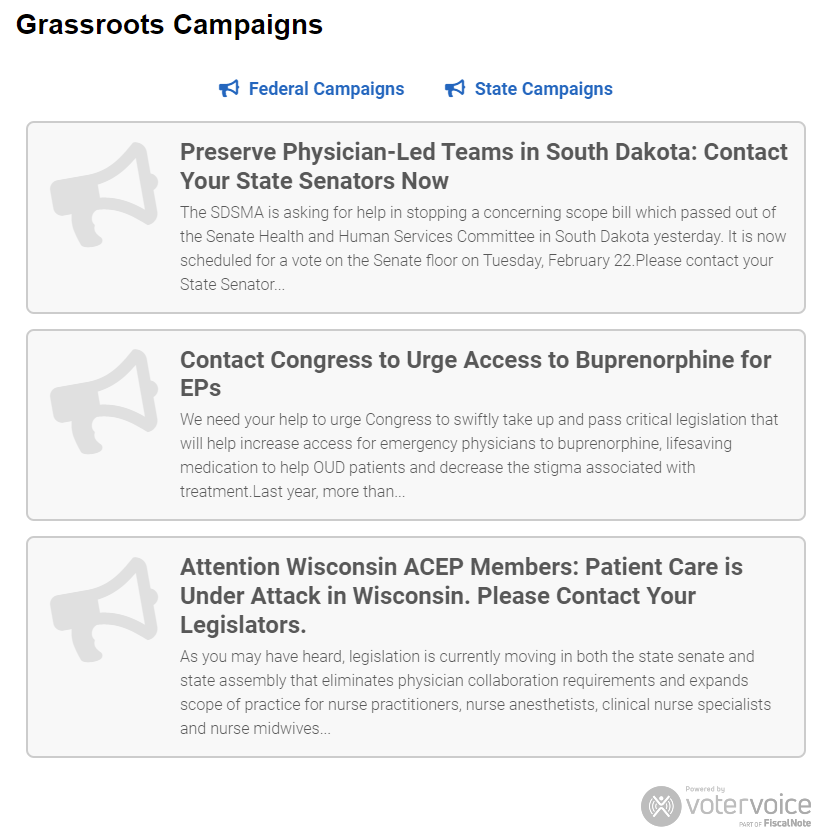 Grassroots Campaigns
Federal Campaigns
State Campaigns
Preserve Physician-Led Teams in South Dakota: Contact
Your State Senators Now
The SDSMA is asking for help in stopping a concerning scope bill which passed out of
the Senate Health and Human Services Committee in South Dakota yesterday. It is now
scheduled for a vote on the Senate floor on Tuesday, February 22.Please contact your
State Senator...
Contact Congress to Urge Access to Buprenorphine for
EPs
We need your help to urge Congress to swiftly take up and pass critical legislation that
will help increase access for emergency physicians to buprenorphine, lifesaving
medication to help OUD patients and decrease the stigma associated with
treatment.Last year, more than...
Attention Wisconsin ACEP Members: Patient Care is
Under Attack in Wisconsin. Please Contact Your
Legislators.
As you may have heard, legislation is currently moving in both the state senate and
state assembly that eliminates physician collaboration requirements and expands
scope of practice for nurse practitioners, nurse anesthetists, clinical nurse specialists
and nurse midwives...
Powered by
votervoice
PART OF FiscalNote